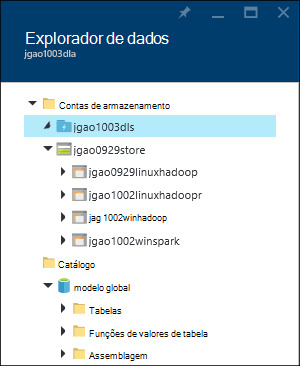 Explorador de dados
jgao1003dla
Contas de armazenamento
jgao1003dls
jgao0929store
jgao0929linuxhadoop
jgao1002linuxhadoopr
jag 1002winhadoop
jgao1002winspark
Catálogo
modelo global
Tabelas
Funções de valores de tabela
Assemblagem